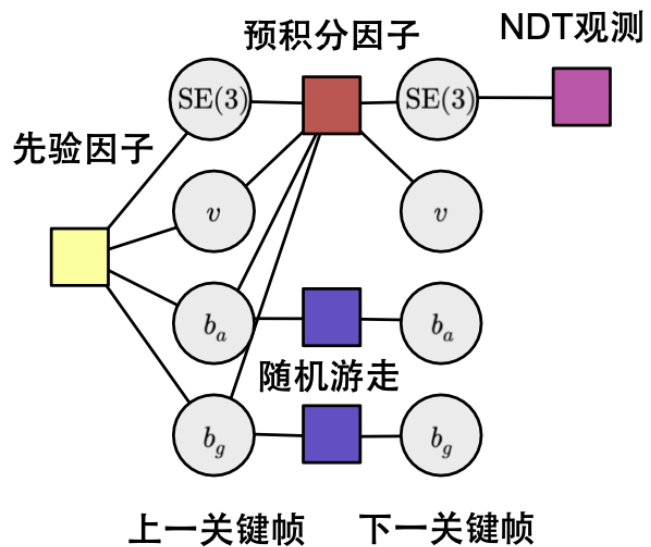 预积分因子
NDT观测
SE(3)
SE(3)
先验因子
v
v
b_a
b_a
随机游走
b_g
b_g
上一关键帧
下一关键帧